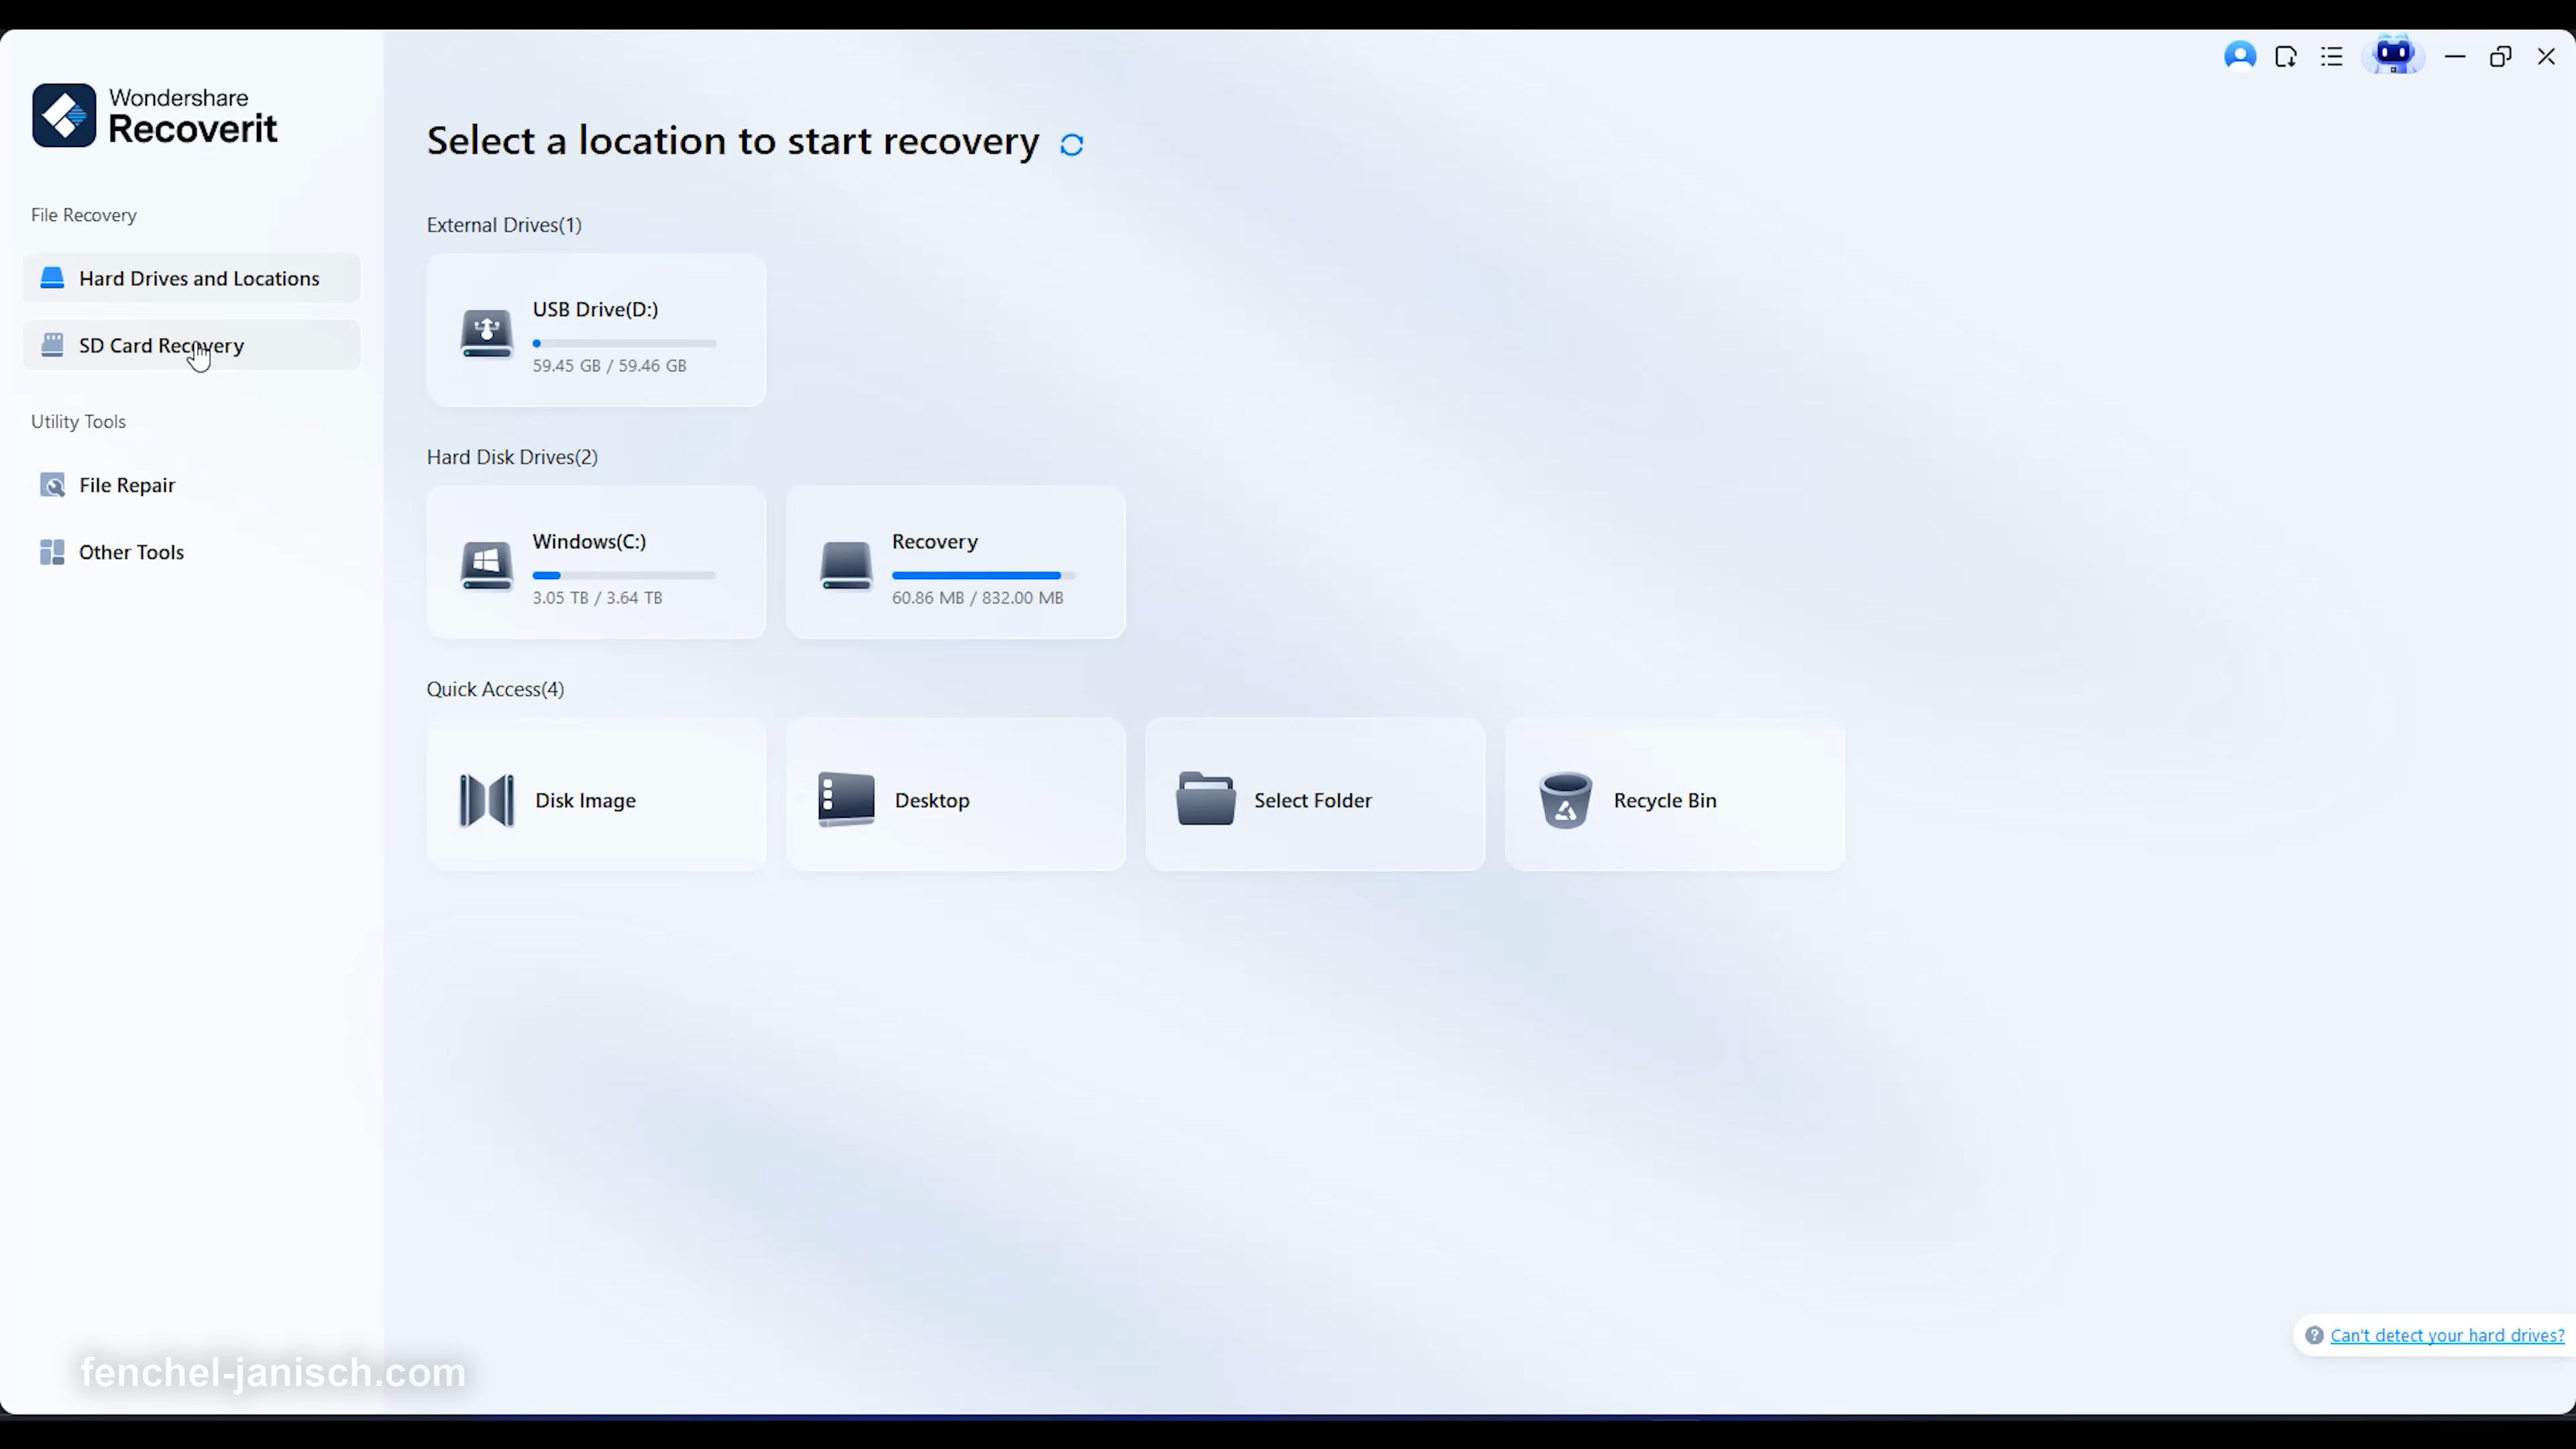 Wondershare
Recoverit
File Recovery
Hard Drives and Locations
SD Card Recovery
Utility Tools
File Repair
Other Tools
Select a location to start recovery
External Drives(1)
USB Drive(D:)
59.45 GB / 59.46 GB
Hard Disk Drives(2)
Windows(C:)
3.05 TB / 3.64 TB
Recovery
60.86 MB / 832.00 MB
Quick Access(4)
Disk Image
Desktop
Select Folder
Recycle Bin
Can't detect your hard drives?
fenchel-janisch.com